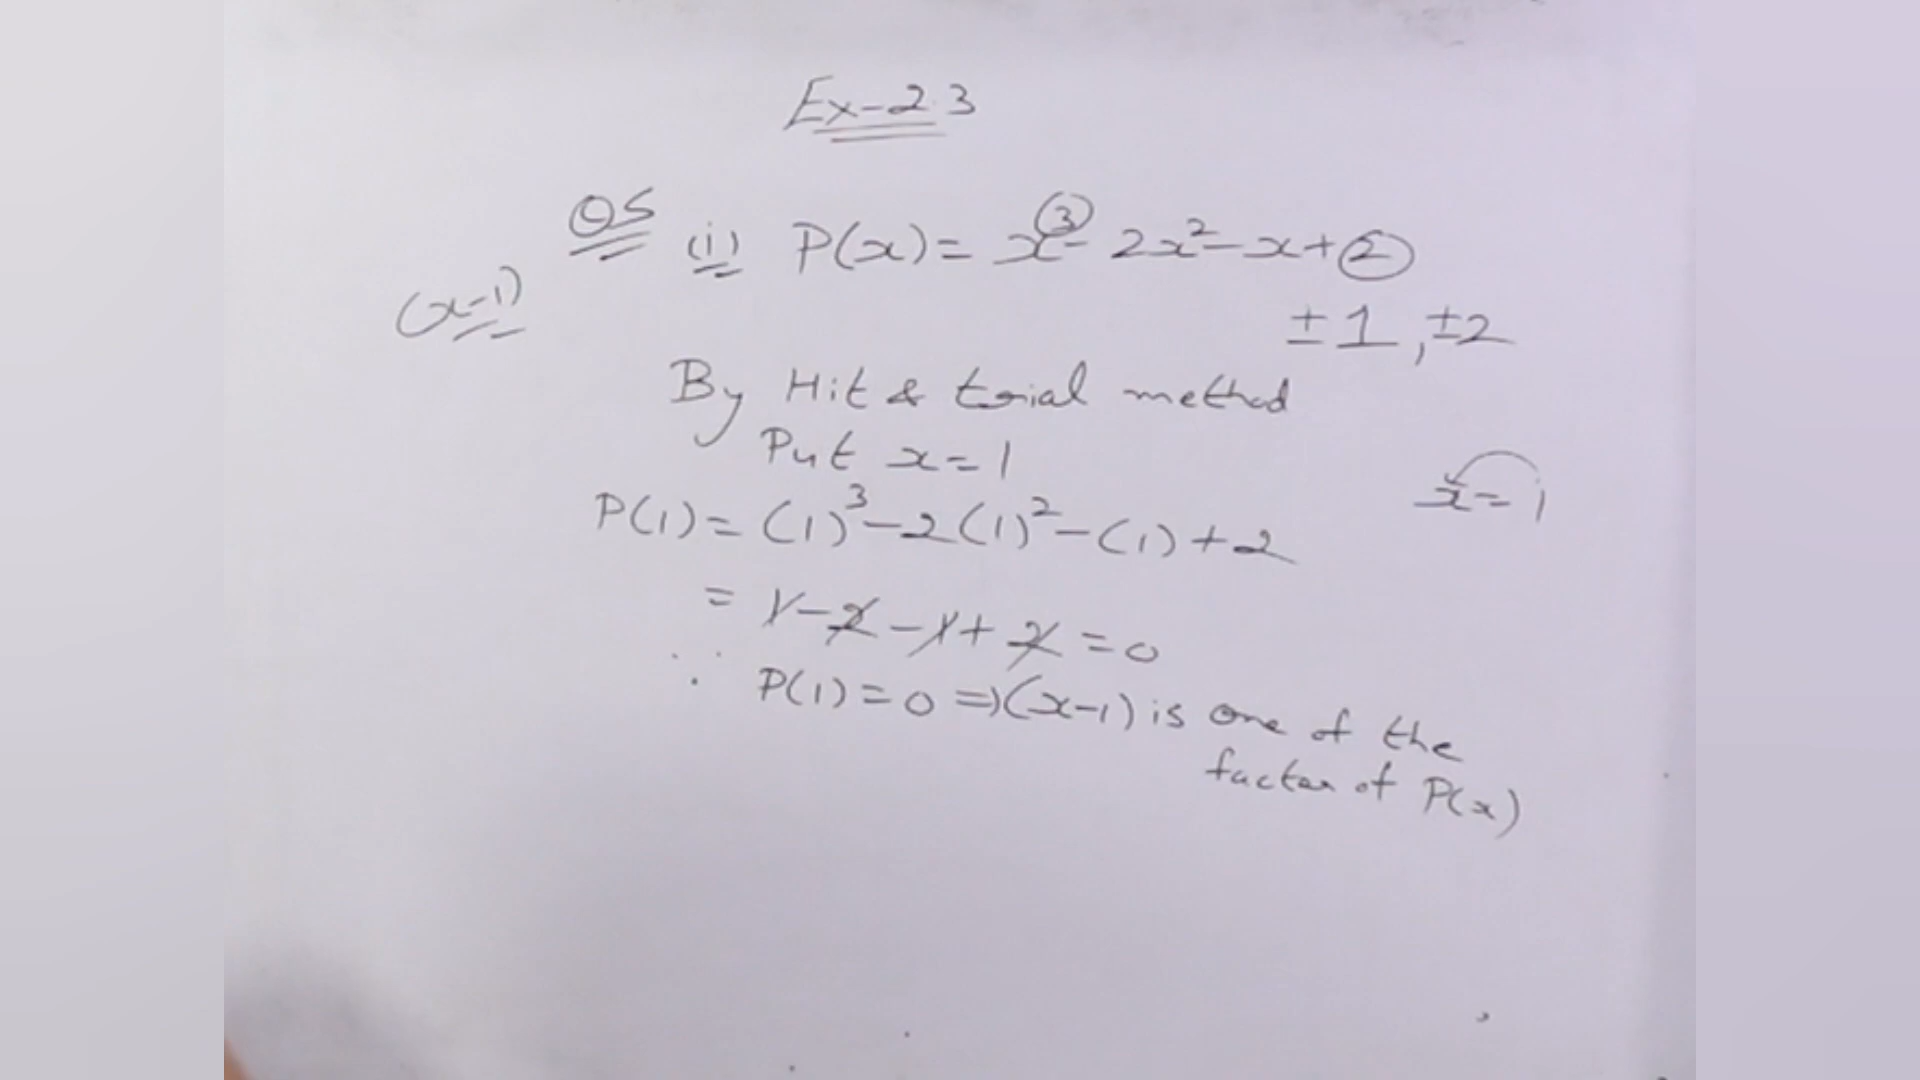 Ex-2.3
Q5 (i) P(x) = x³ - 2x² - x + 2
(x-1)
±1, ±2
By Hit & trial method
Put x = 1
x = 1
P(1) = (1)³ - 2(1)² - (1) + 2
= 1 - 2 - 1 + 2 = 0
∵ P(1) = 0 ⇒ (x-1) is one of the
factor of P(x)